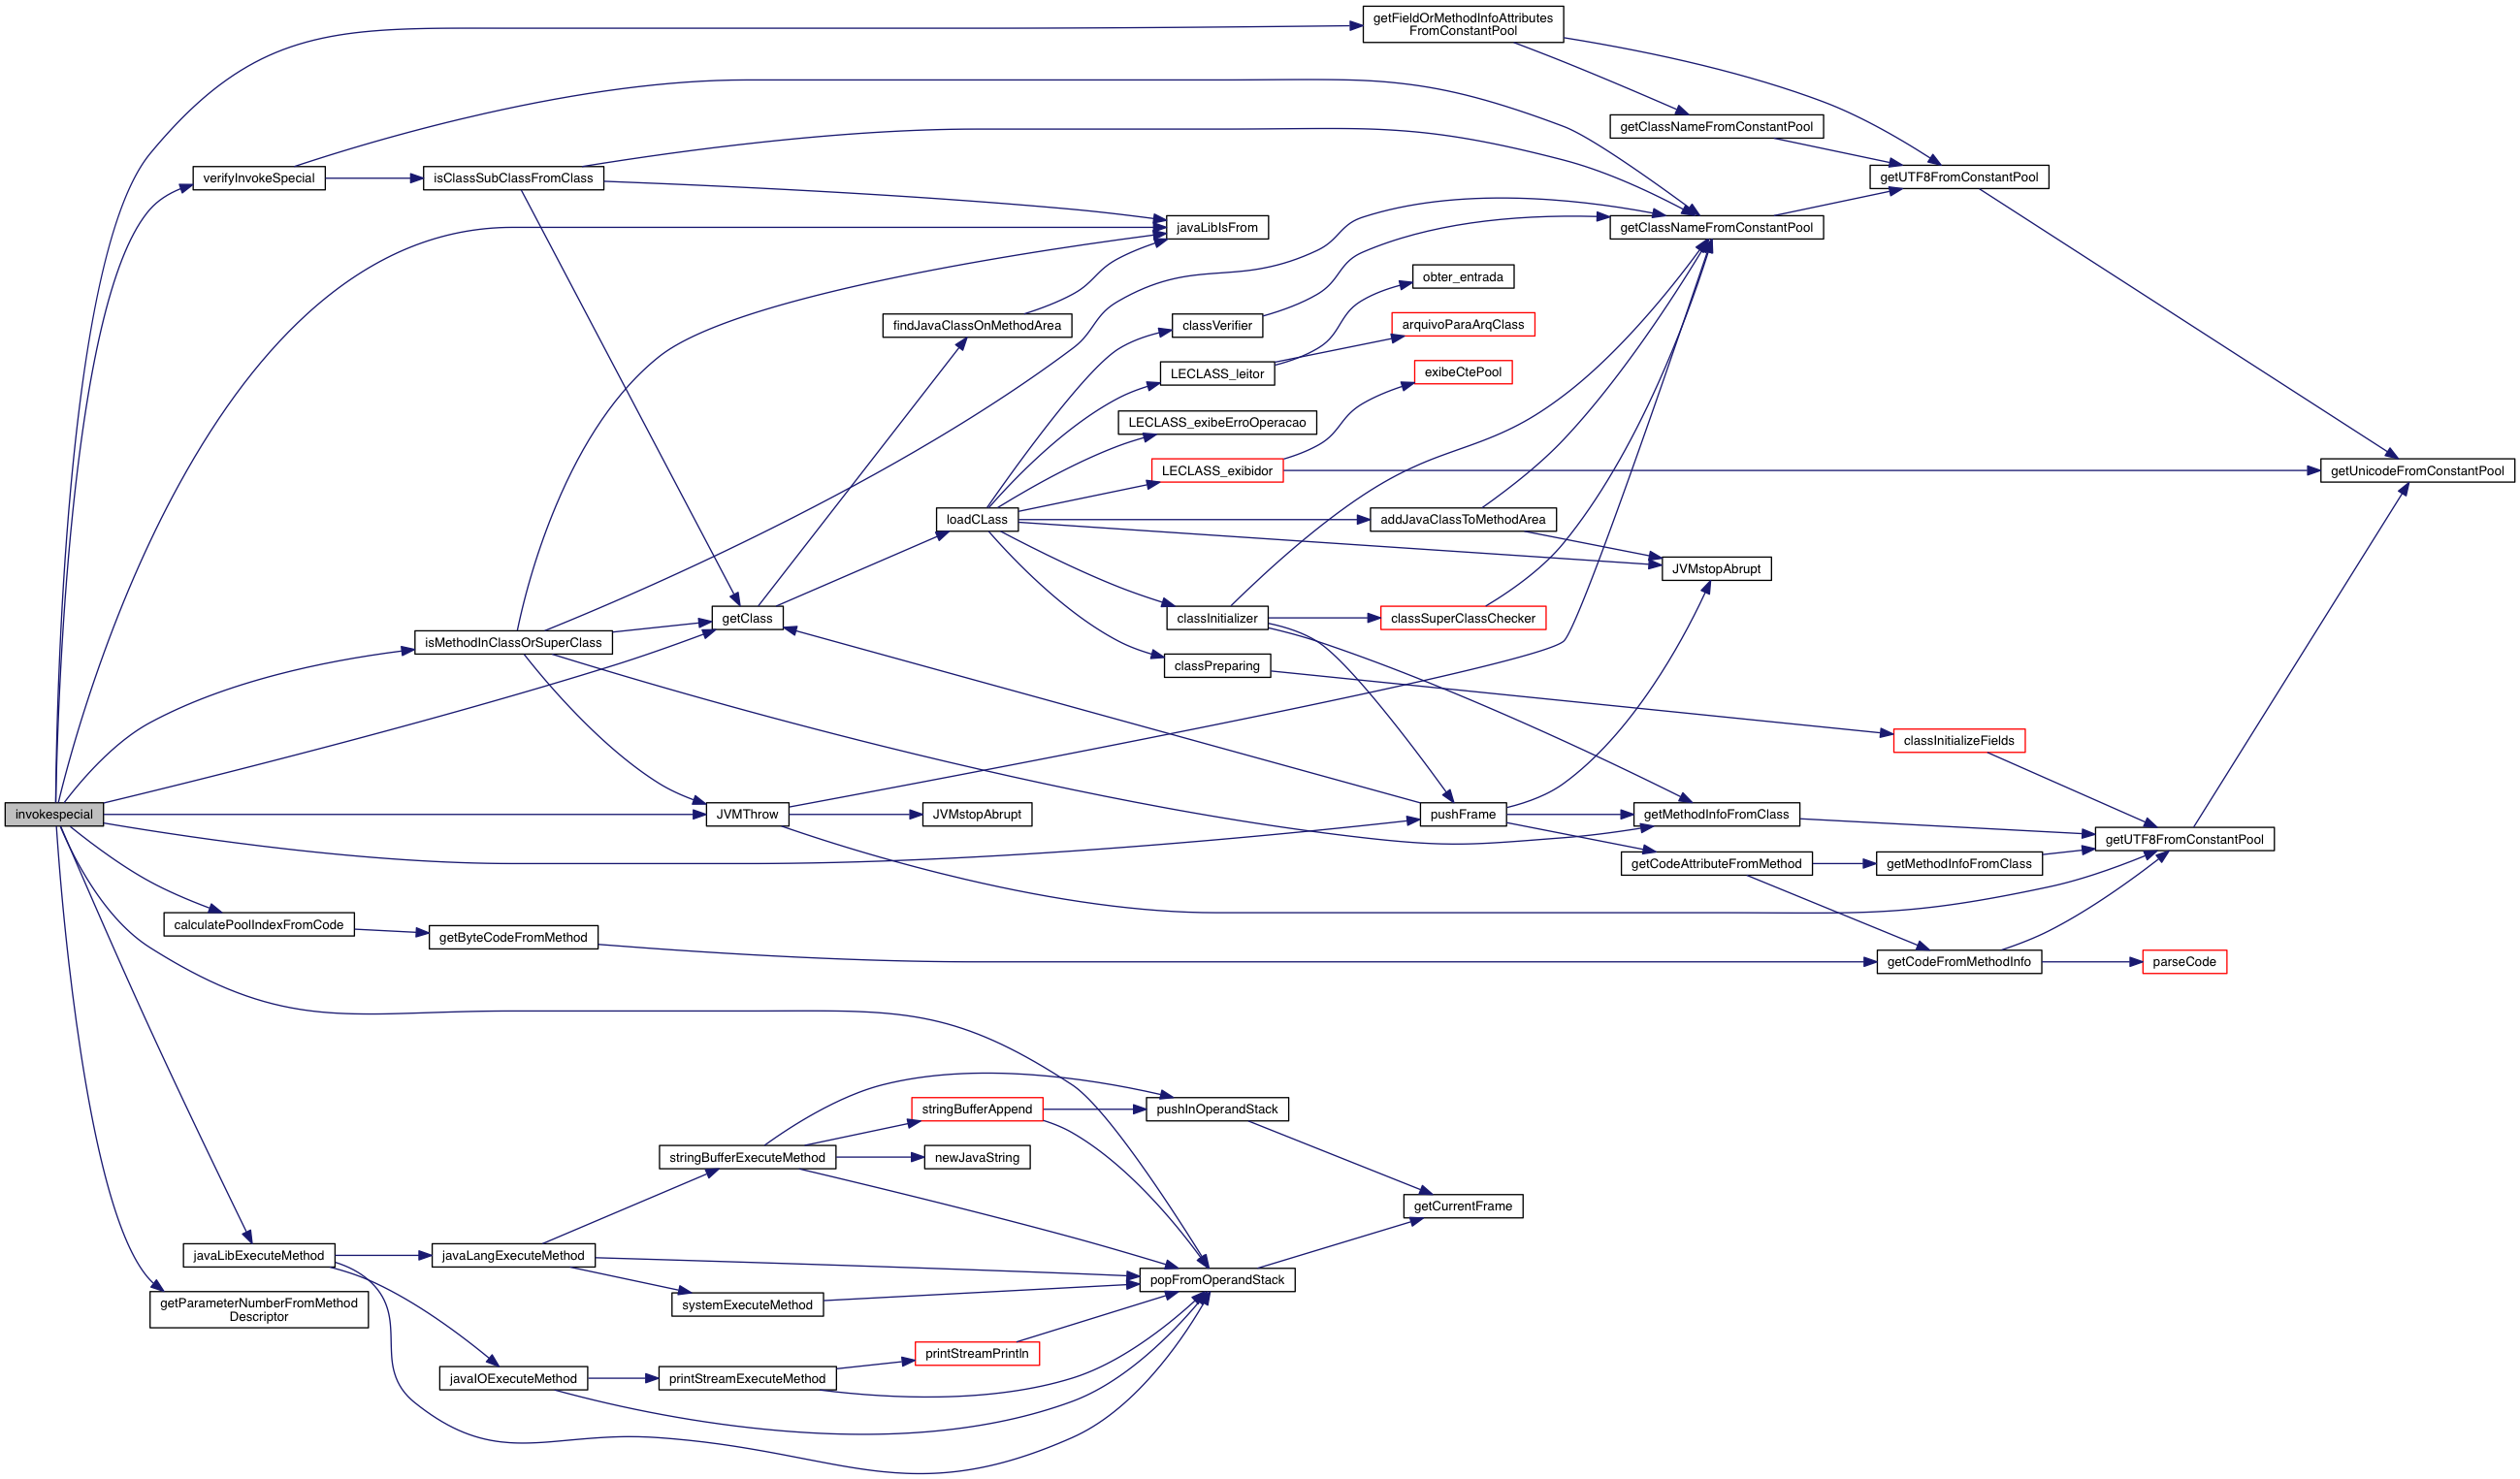 getFieldOrMethodInfoAttributes
FromConstantPool
getClassNameFromConstantPool
verifyInvokeSpecial
isClassSubClassFromClass
getUTF8FromConstantPool
javaLibIsFrom
getClassNameFromConstantPool
obter_entrada
findJavaClassOnMethodArea
classVerifier
arquivoParaArqClass
LECLASS_leitor
exibeCtePool
LECLASS_exibeErroOperacao
LECLASS_exibidor
getUnicodeFromConstantPool
loadCLass
addJavaClassToMethodArea
JVMstopAbrupt
getClass
classInitializer
classSuperClassChecker
isMethodInClassOrSuperClass
classPreparing
classInitializeFields
invokespecial
JVMThrow
JVMstopAbrupt
pushFrame
getMethodInfoFromClass
getUTF8FromConstantPool
getCodeAttributeFromMethod
getMethodInfoFromClass
calculatePoolIndexFromCode
getByteCodeFromMethod
getCodeFromMethodInfo
parseCode
stringBufferAppend
pushInOperandStack
stringBufferExecuteMethod
newJavaString
getCurrentFrame
javaLibExecuteMethod
javaLangExecuteMethod
popFromOperandStack
getParameterNumberFromMethod
Descriptor
systemExecuteMethod
printStreamPrintln
javaIOExecuteMethod
printStreamExecuteMethod